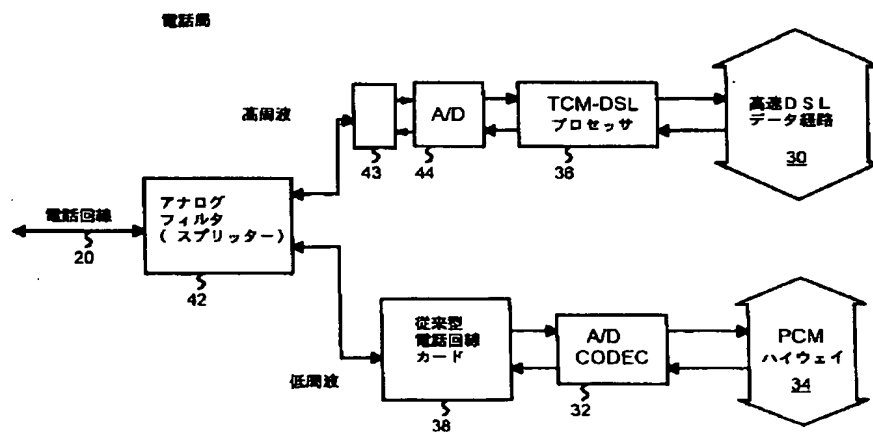 電話局
高周波
43
A/D
44
TCM-DSL
プロセッサ
36
高速DSL
データ経路
30
電話回線
20
アナログ
フィルタ
( スプリッター)
42
低周波
従来型
電話回線
カード
38
A/D
CODEC
32
PCM
ハイウェイ
34